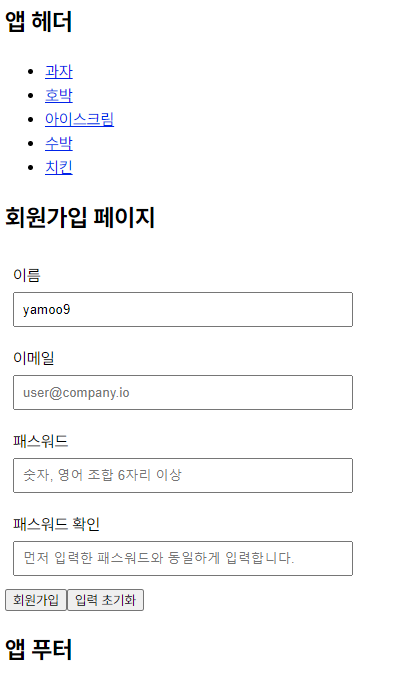 앱 헤더
과자
호박
아이스크림
수박
치킨
회원가입 페이지
이름
yamoo9
이메일
user@company.io
패스워드
숫자, 영어 조합 6자리 이상
패스워드 확인
먼저 입력한 패스워드와 동일하게 입력합니다.
회원가입 입력 초기화
앱 푸터